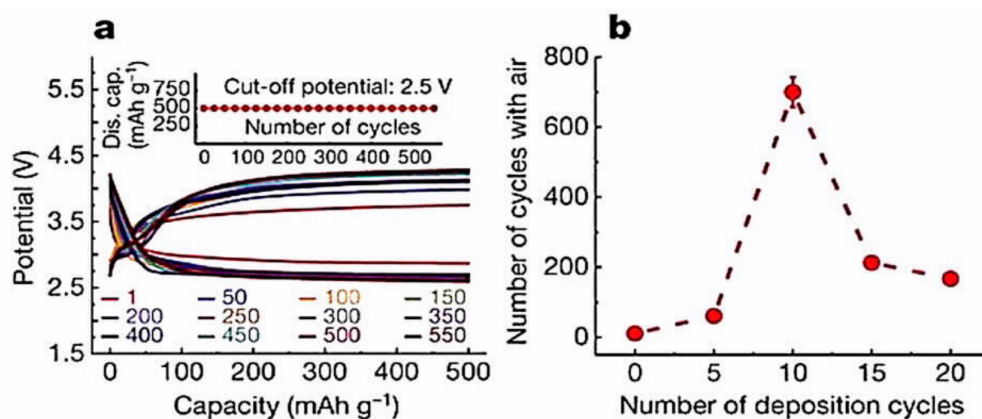 a
Potential (V)
5.5
4.5
3.5
2.5
1.5
Dis. cap.
(mAh g⁻¹)
750
500
250
Cut-off potential: 2.5 V
Number of cycles
0 100 200 300 400 500
1 50 100 150
200 250 300 350
400 450 500 550
0 100 200 300 400 500
Capacity (mAh g⁻¹)
b
Number of cycles with air
800
600
400
200
0
0 5 10 15 20
Number of deposition cycles